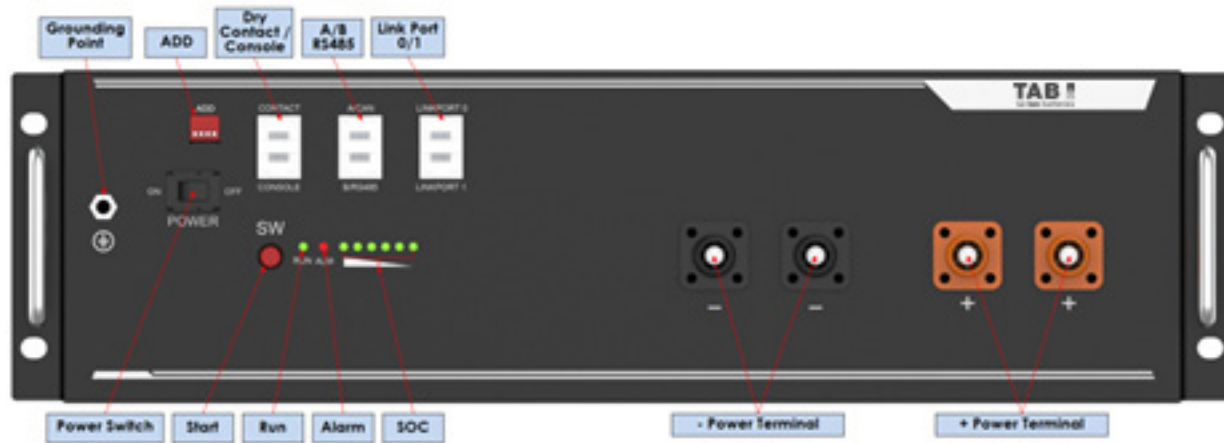 Grounding
Point
ADD
Dry
Contact /
Console
A/B
RS485
Link Port
0/1
TAB
ADD
CONTACT
A/CAN
LINKPORT 0
CONSOLE
B/RS485
LINKPORT 1
ON
OFF
POWER
SW
RUN
ALM
−
−
+
+
Power Switch
Start
Run
Alarm
SOC
- Power Terminal
+ Power Terminal